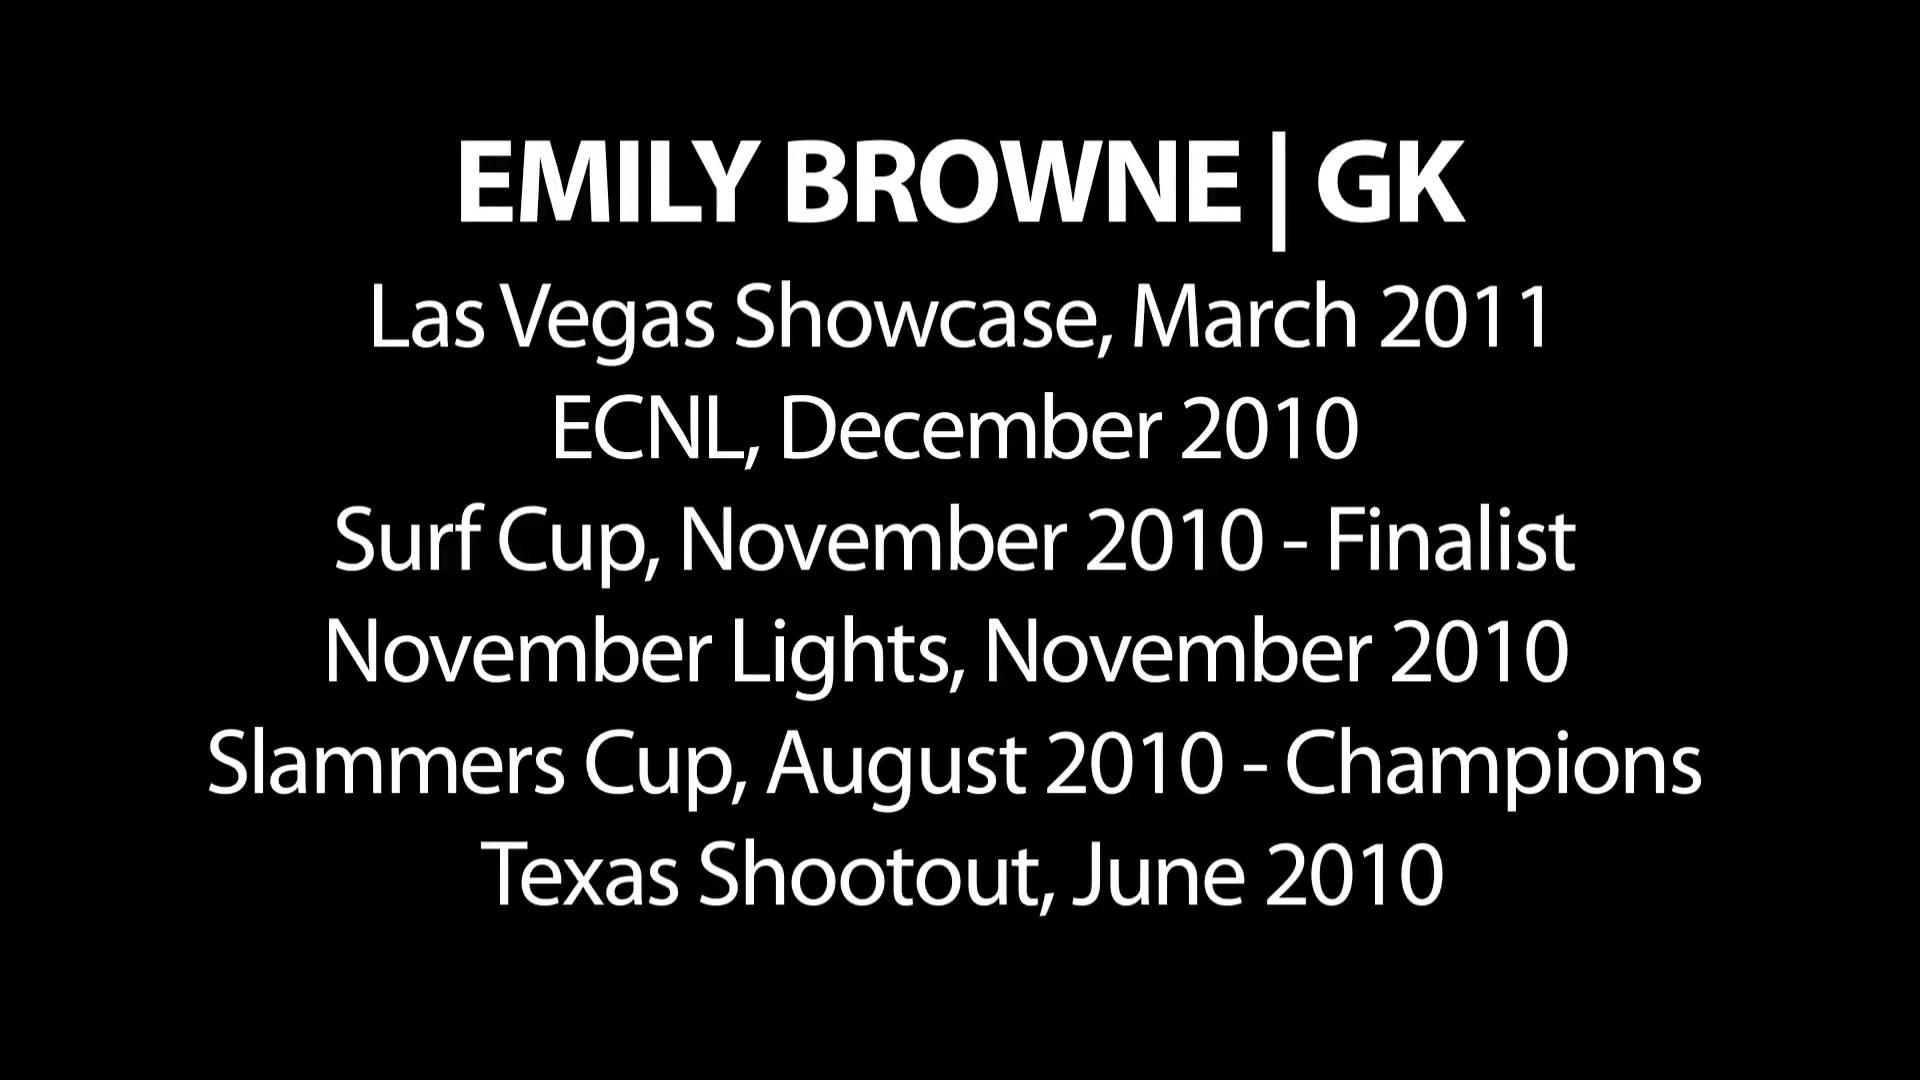 EMILY BROWNE | GK
Las Vegas Showcase, March 2011
ECNL, December 2010
Surf Cup, November 2010 - Finalist
November Lights, November 2010
Slammers Cup, August 2010 - Champions
Texas Shootout, June 2010